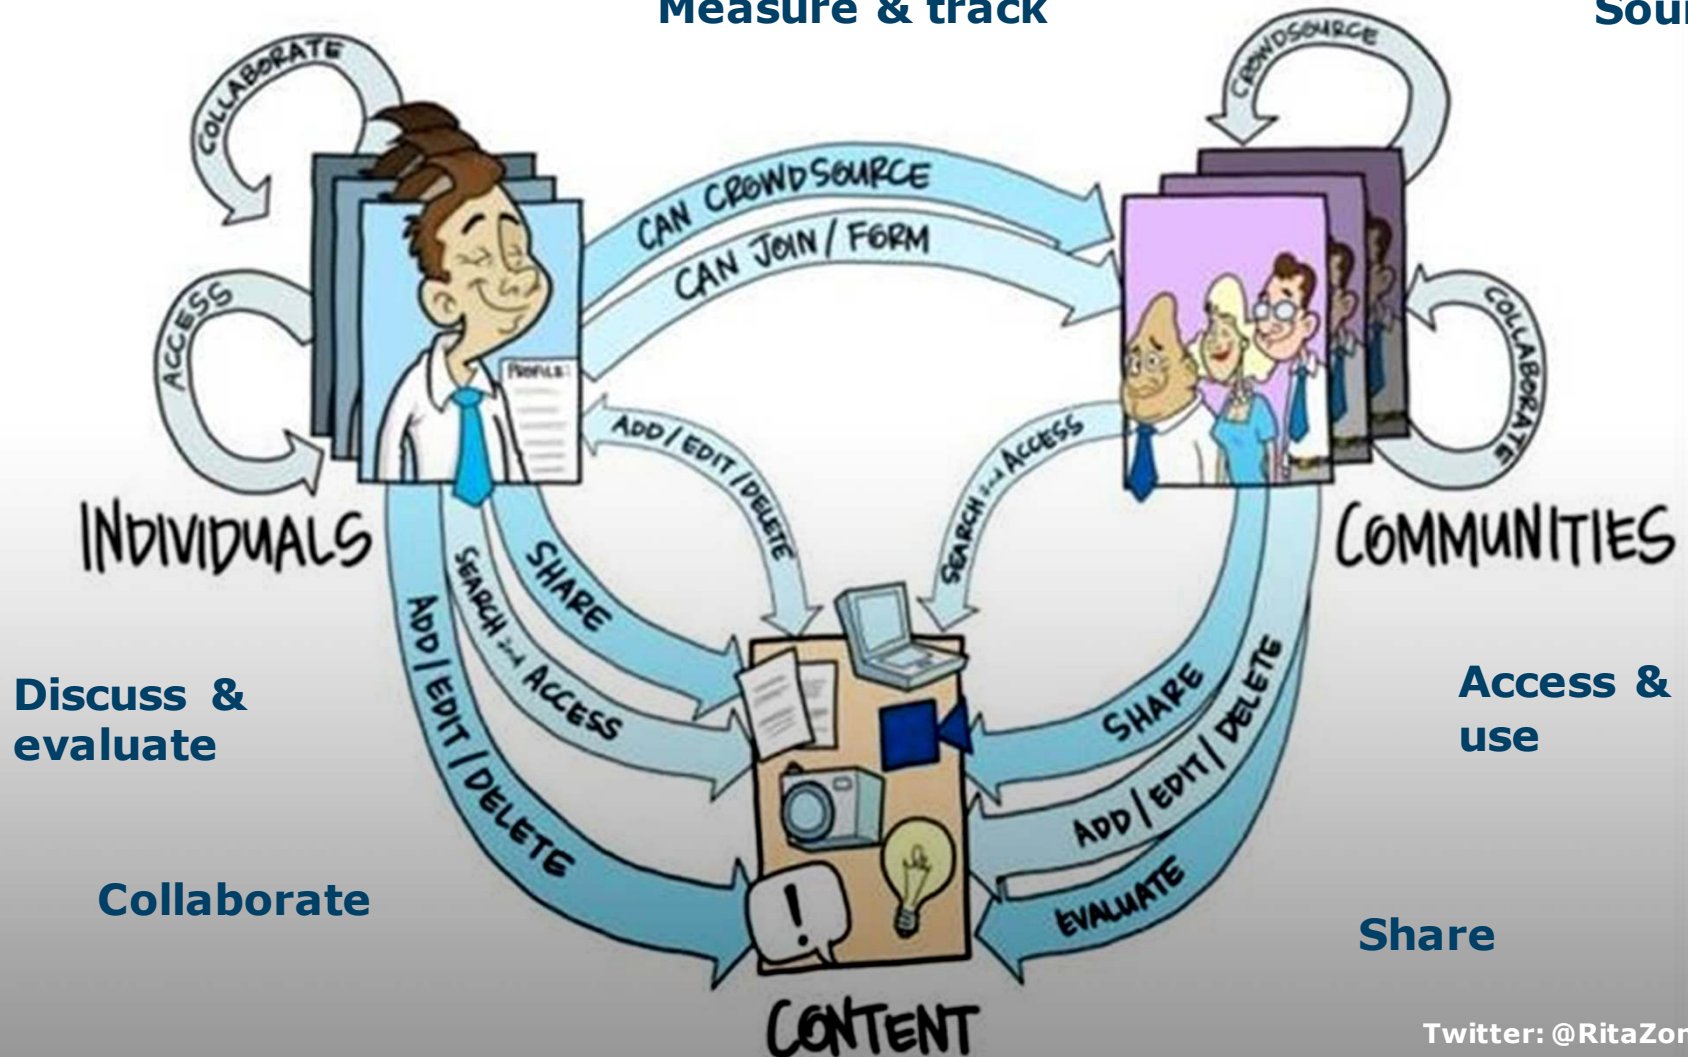 Measure & track
COLLABORATE
CROWDSOURCE
CAN CROWDSOURCE
CAN JOIN / FORM
ACCESS
COLLABORATE
PROFILE:
ADD / EDIT / DELETE
SEARCH and ACCESS
INDIVIDUALS
COMMUNITIES
SHARE
SEARCH and ACCESS
ADD / EDIT / DELETE
SHARE
ADD / EDIT / DELETE
EVALUATE
Discuss &
evaluate
Access &
use
Collaborate
Share
!
CONTENT
Twitter: @RitaZon